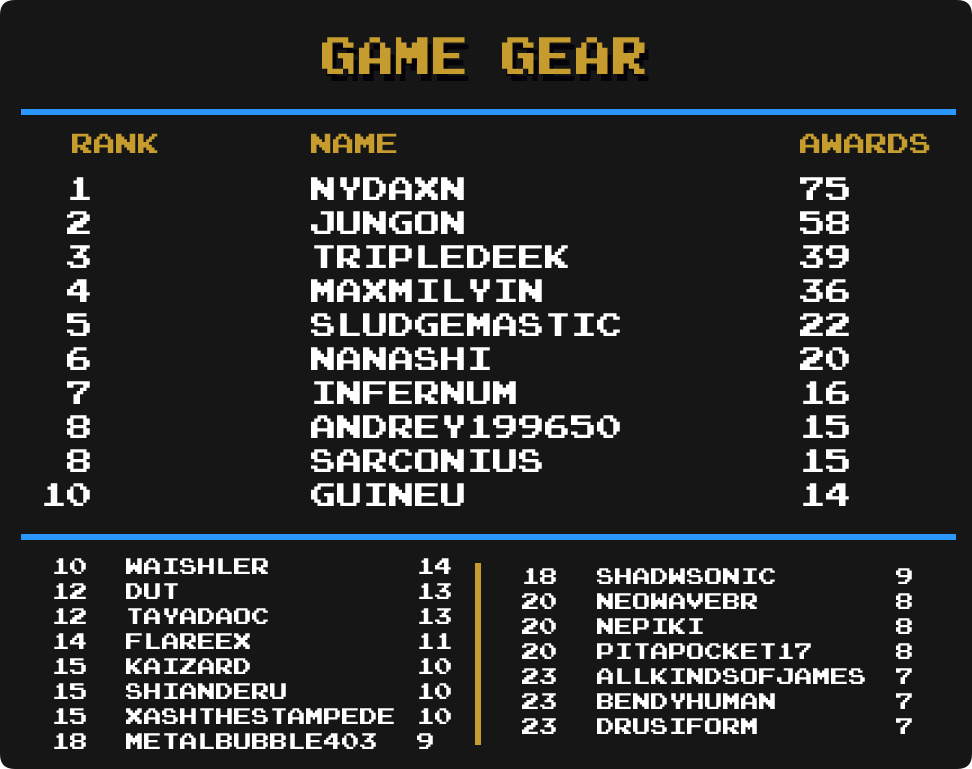 GAME GEAR
RANK NAME AWARDS
1 NYDAXN 75
2 JUNGON 58
3 TRIPLEDEEK 39
4 MAXMILYIN 36
5 SLUDGEMASTIC 22
6 NANASHI 20
7 INFERNUM 16
8 ANDREY199650 15
8 SARCONIUS 15
10 GUINEU 14
10 WAISHLER 14
12 DUT 13
12 TAYADAOC 13
14 FLAREEX 11
15 KAIZARD 10
15 SHIANDERU 10
15 XASHTHESTAMPEDE 10
18 METALBUBBLE403 9
18 SHADWSONIC 9
20 NEOWAVEBR 8
20 NEPIKI 8
20 PITAPOCKET17 8
23 ALLKINDSOFJAMES 7
23 BENDYHUMAN 7
23 DRUSIFORM 7